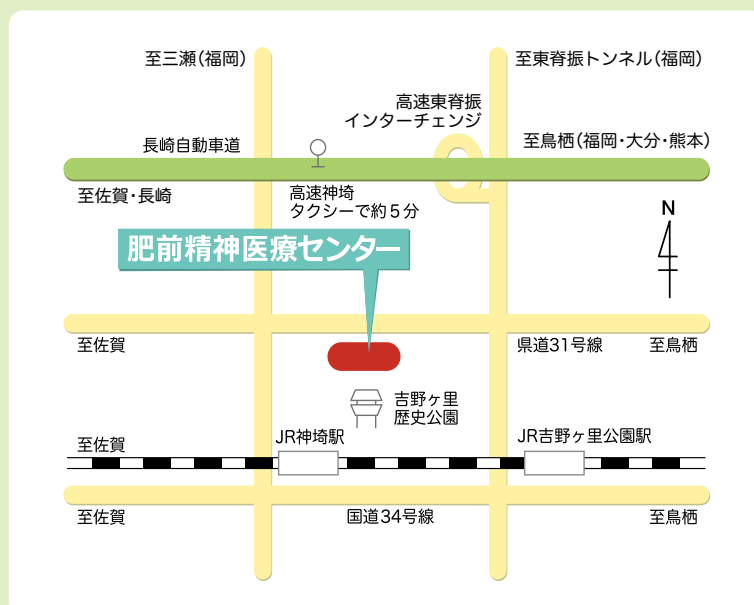 至三瀬（福岡）
至東脊振トンネル（福岡）
高速東脊振
インターチェンジ
長崎自動車道
至鳥栖（福岡・大分・熊本）
至佐賀・長崎
高速神埼
タクシーで約５分
N
肥前精神医療センター
至佐賀
県道31号線
至鳥栖
吉野ヶ里
歴史公園
至佐賀
JR神埼駅
JR吉野ヶ里公園駅
至佐賀
国道34号線
至鳥栖